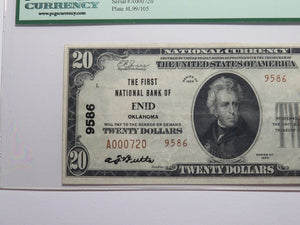 CURRENCY
www.pcgscurrency.com
Serial #A000720
Plate #L99/105
NATIONAL CURRENCY
THE UNITED STATES OF AMERICA
20
THE FIRST
NATIONAL BANK OF
ENID
OKLAHOMA
WILL PAY TO THE BEARER ON DEMAND
TWENTY DOLLARS
9586
9586
A000720 9586
20
TWENTY DOLLARS